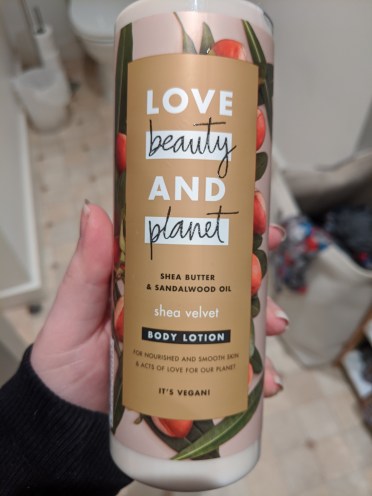 LOVE
beauty
AND
planet
SHEA BUTTER
& SANDALWOOD OIL
shea velvet
BODY LOTION
FOR NOURISHED AND SMOOTH SKIN
& ACTS OF LOVE FOR OUR PLANET
IT'S VEGAN!